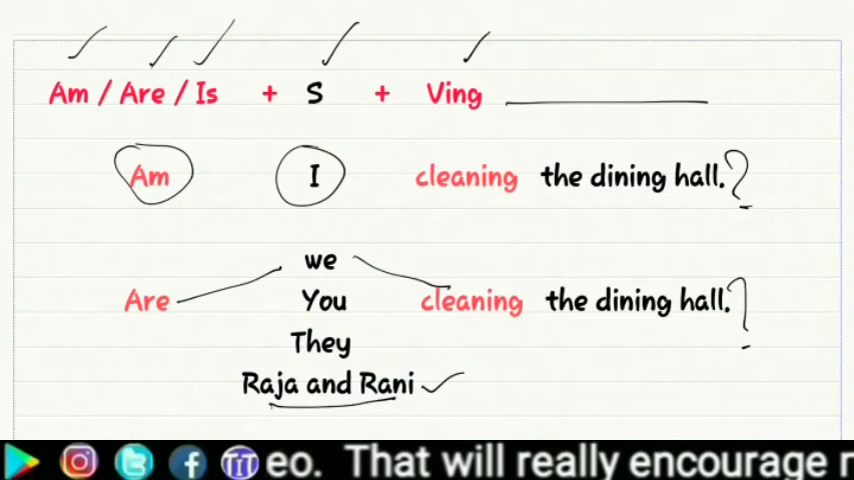 Am / Are / Is + S + Ving
Am I cleaning the dining hall.?
we
Are You cleaning the dining hall.?
They
Raja and Rani
eo. That will really encourage